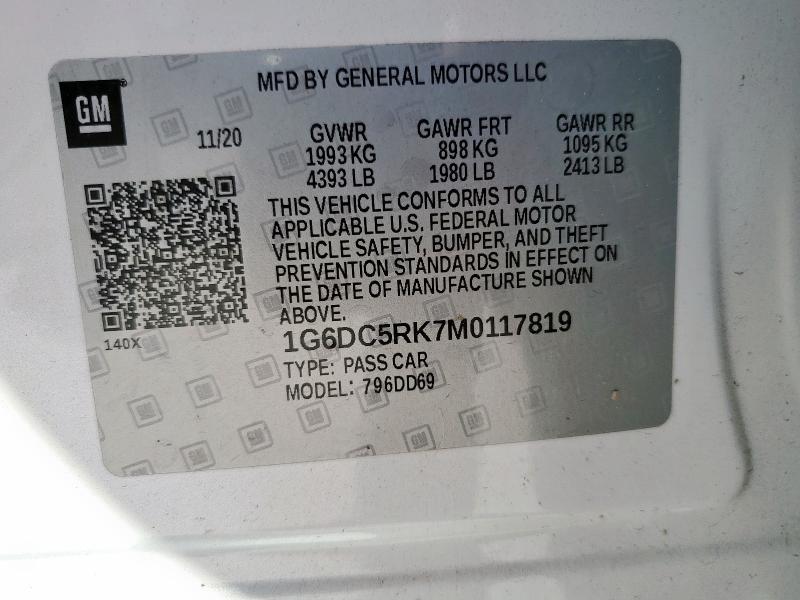 MFD BY GENERAL MOTORS LLC
GM
11/20
GVWR GAWR FRT GAWR RR
1993 KG 898 KG 1095 KG
4393 LB 1980 LB 2413 LB
THIS VEHICLE CONFORMS TO ALL
APPLICABLE U.S. FEDERAL MOTOR
VEHICLE SAFETY, BUMPER, AND THEFT
PREVENTION STANDARDS IN EFFECT ON
THE DATE OF MANUFACTURE SHOWN
ABOVE.
140X
1G6DC5RK7M0117819
TYPE: PASS CAR
MODEL: 796DD69